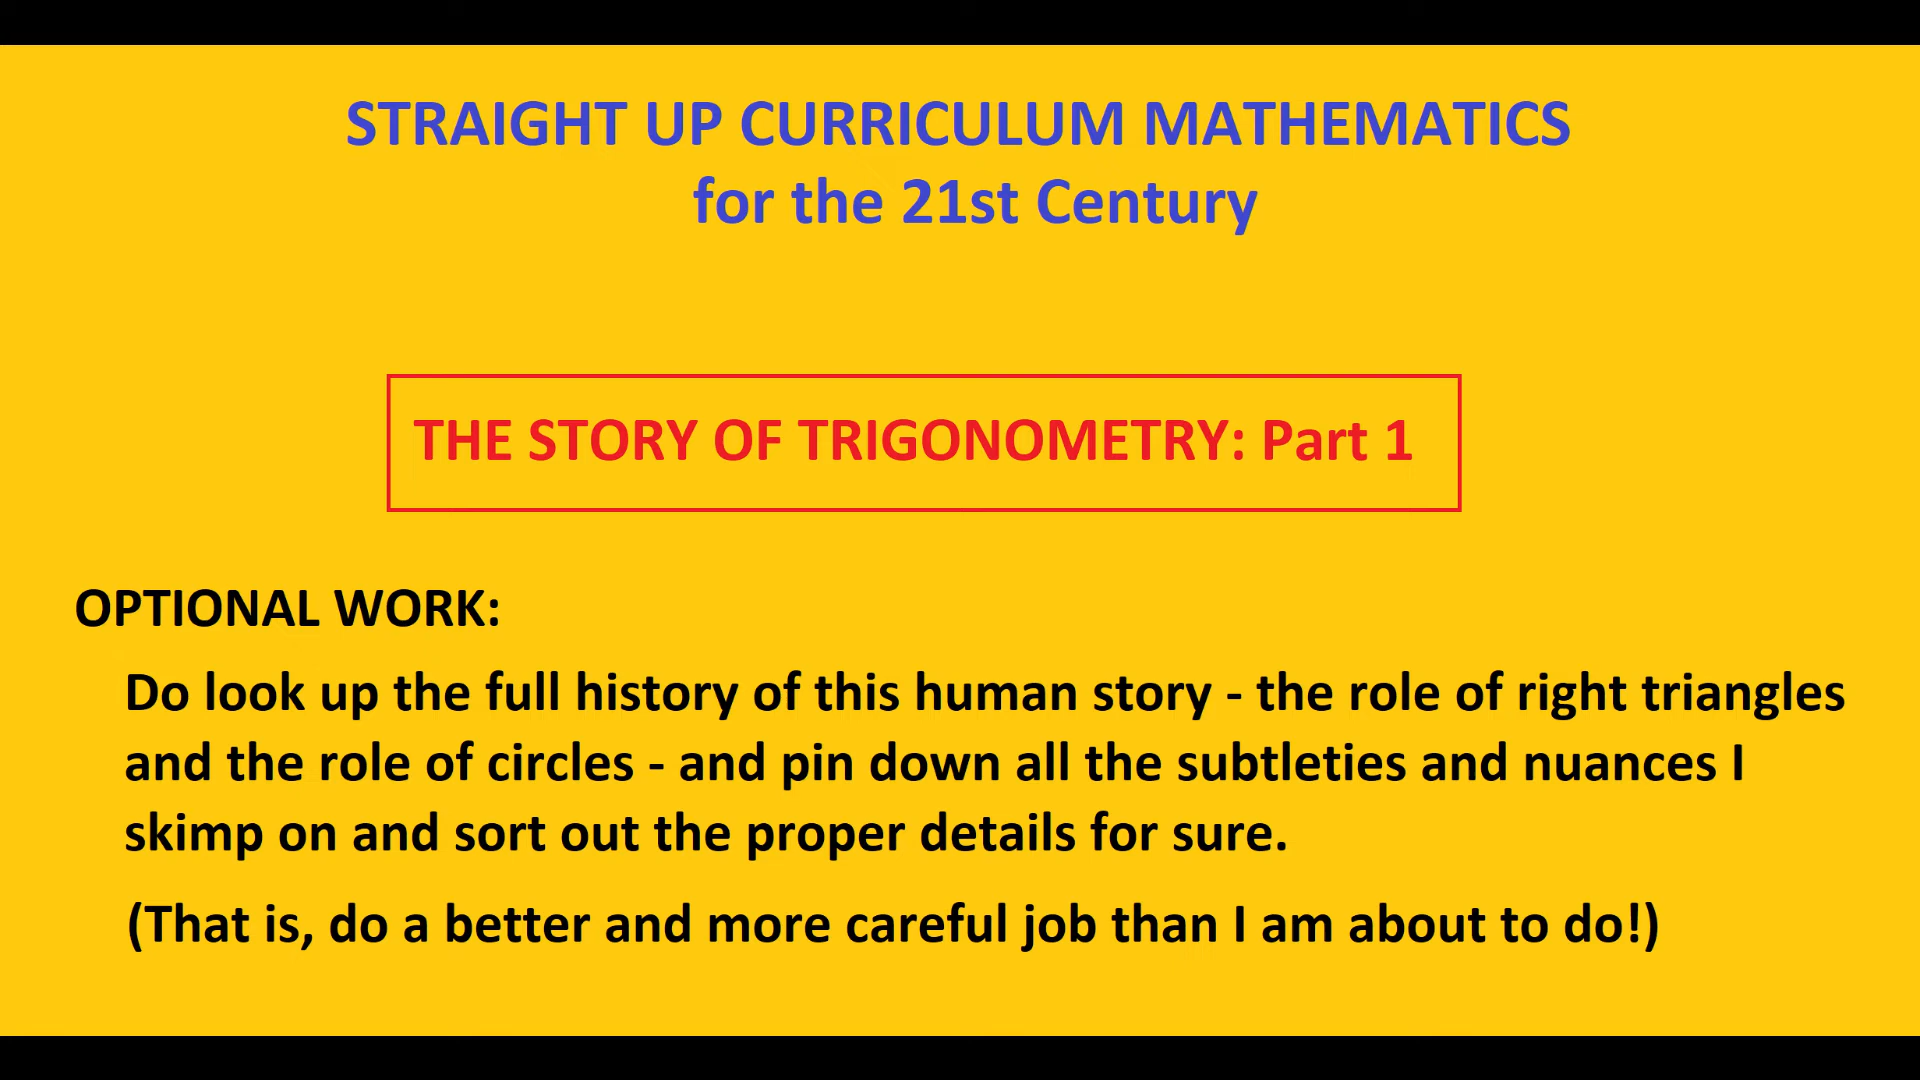 STRAIGHT UP CURRICULUM MATHEMATICS
for the 21st Century
THE STORY OF TRIGONOMETRY: Part 1
OPTIONAL WORK:
Do look up the full history of this human story - the role of right triangles
and the role of circles - and pin down all the subtleties and nuances I
skimp on and sort out the proper details for sure.
(That is, do a better and more careful job than I am about to do!)